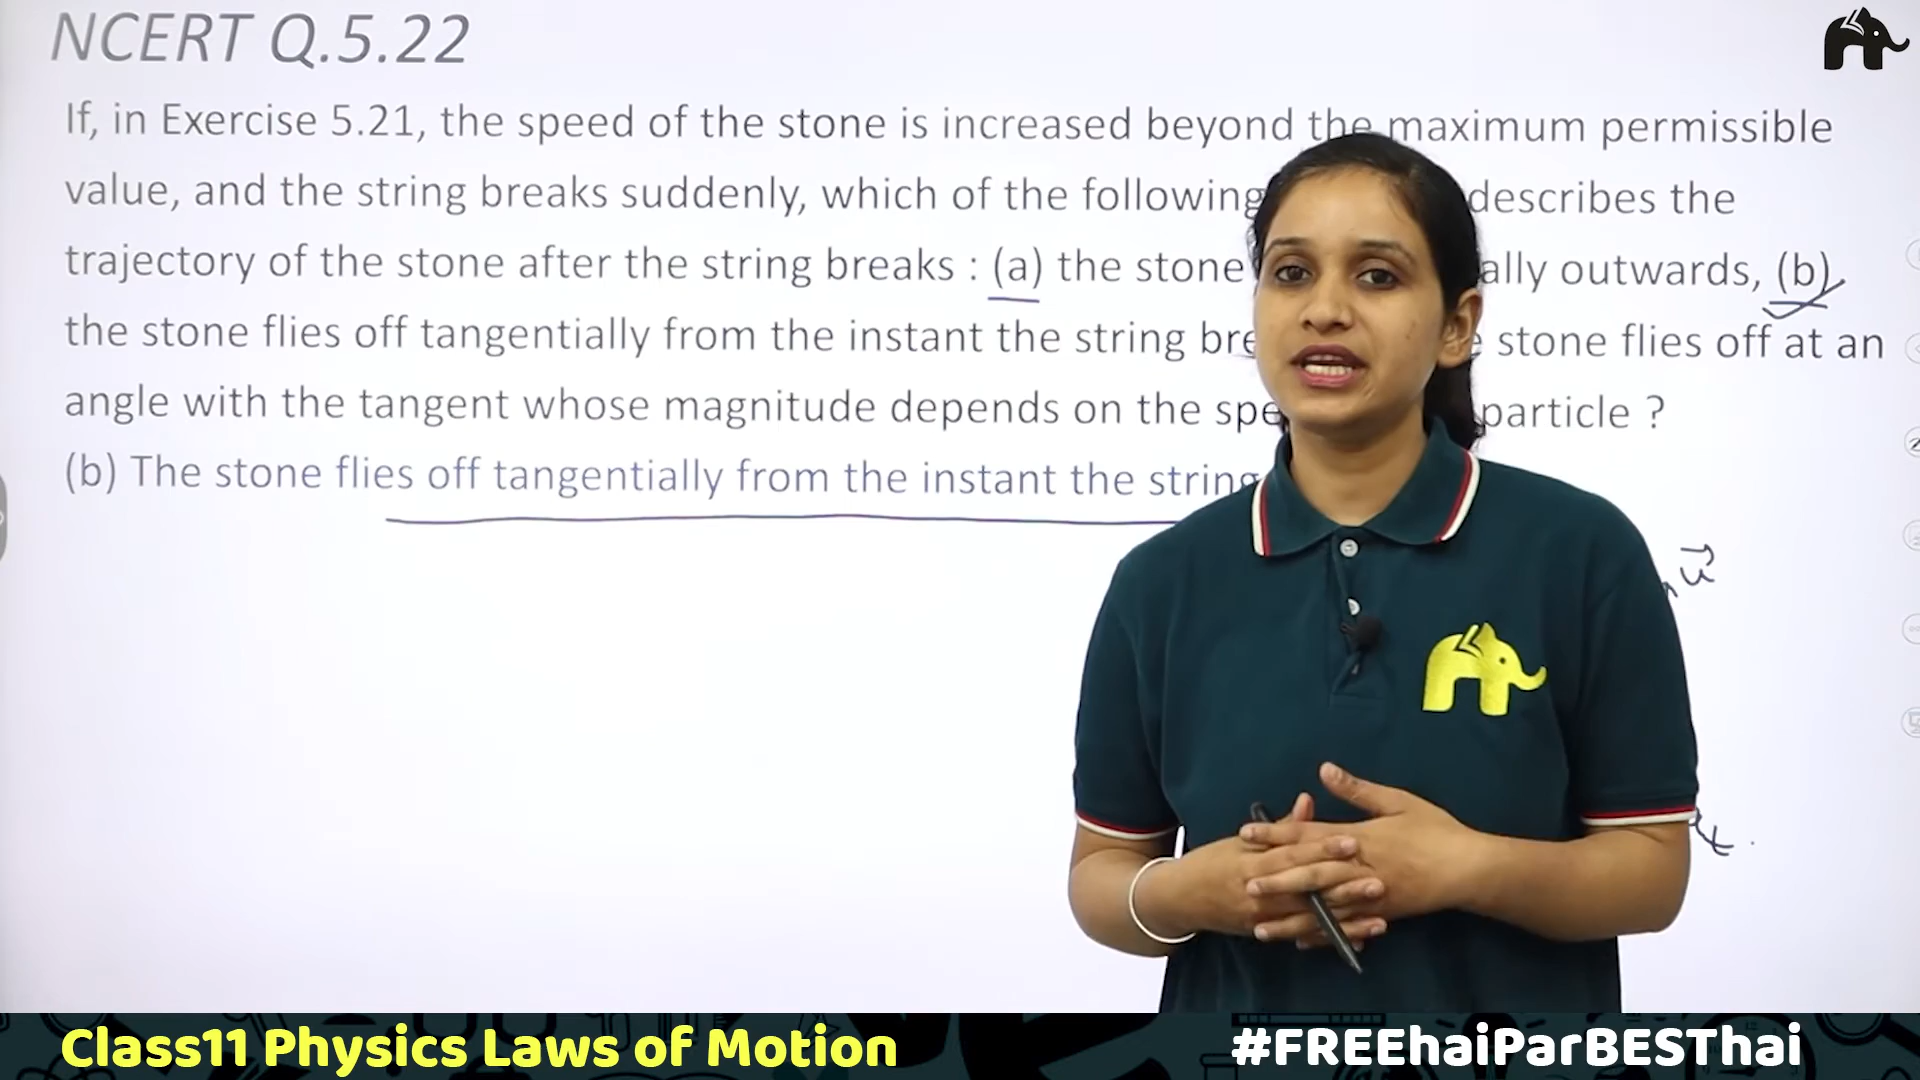 NCERT Q.5.22
If, in Exercise 5.21, the speed of the stone is increased beyond the maximum permissible
value, and the string breaks suddenly, which of the following describes the
trajectory of the stone after the string breaks : (a) the stone ally outwards, (b)
the stone flies off tangentially from the instant the string bre stone flies off at an
angle with the tangent whose magnitude depends on the spe particle ?
(b) The stone flies off tangentially from the instant the string
Class11 Physics Laws of Motion
#FREEhaiParBESThai